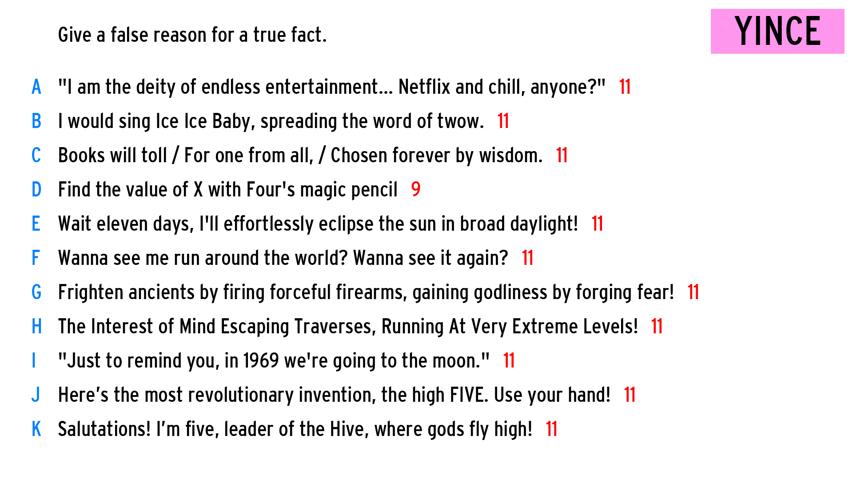 Give a false reason for a true fact.
YINCE
A "I am the deity of endless entertainment... Netflix and chill, anyone?" 11
B I would sing Ice Ice Baby, spreading the word of twow. 11
C Books will toll / For one from all, / Chosen forever by wisdom. 11
D Find the value of X with Four's magic pencil 9
E Wait eleven days, I'll effortlessly eclipse the sun in broad daylight! 11
F Wanna see me run around the world? Wanna see it again? 11
G Frighten ancients by firing forceful firearms, gaining godliness by forging fear! 11
H The Interest of Mind Escaping Traverses, Running At Very Extreme Levels! 11
I "Just to remind you, in 1969 we're going to the moon." 11
J Here’s the most revolutionary invention, the high FIVE. Use your hand! 11
K Salutations! I’m five, leader of the Hive, where gods fly high! 11